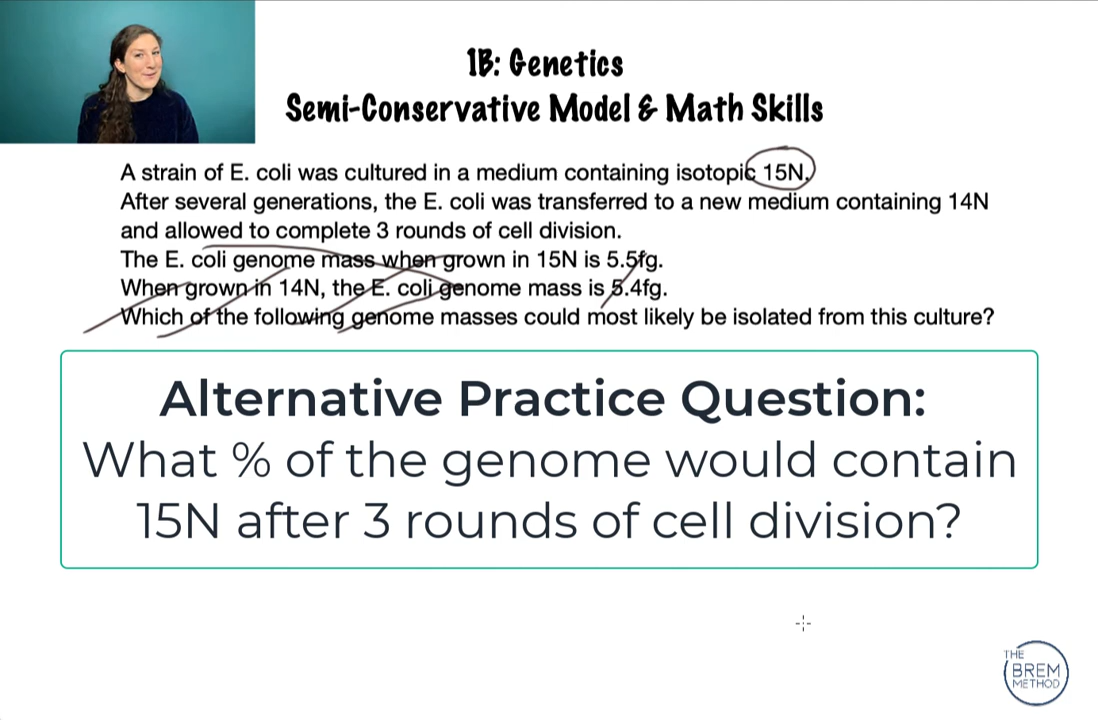 1B: Genetics
Semi-Conservative Model & Math Skills
A strain of E. coli was cultured in a medium containing isotopic 15N.
After several generations, the E. coli was transferred to a new medium containing 14N
and allowed to complete 3 rounds of cell division.
The E. coli genome mass when grown in 15N is 5.5fg.
When grown in 14N, the E. coli genome mass is 5.4fg.
Which of the following genome masses could most likely be isolated from this culture?
Alternative Practice Question:
What % of the genome would contain
15N after 3 rounds of cell division?
THE
BREM
METHOD